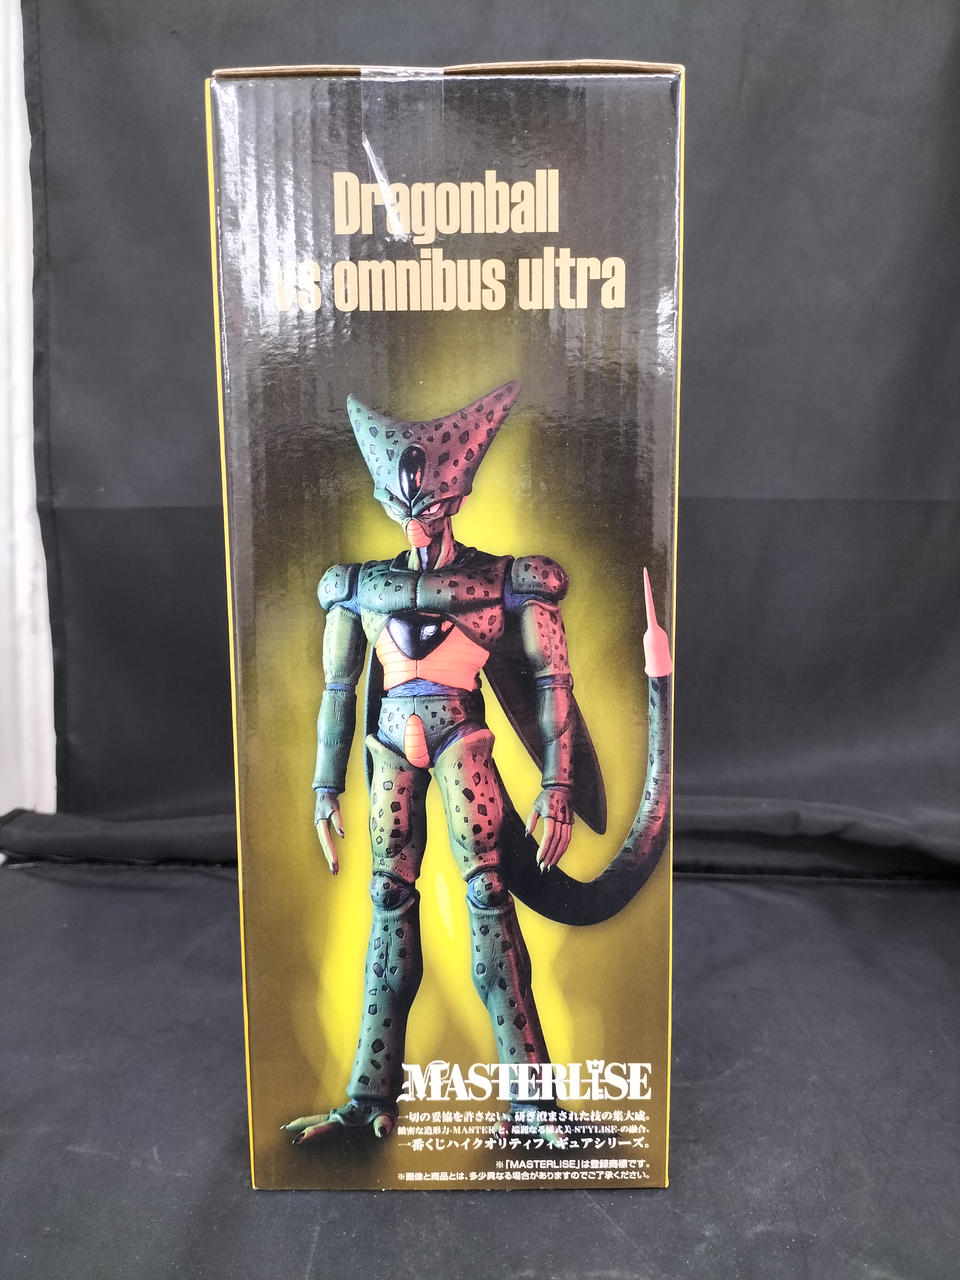 Dragonball
vs omnibus ultra
MASTERLISE
一切の妥協を許さない、研ぎ澄まされた技の集大成。
緻密な造形力-MASTER-と、端麗なる様式美-STYLISE-の融合。
一番くじハイクオリティフィギュアシリーズ。
※「MASTERLISE」は登録商標です。
※画像と商品とは、多少異なる場合がありますのでご了承ください。